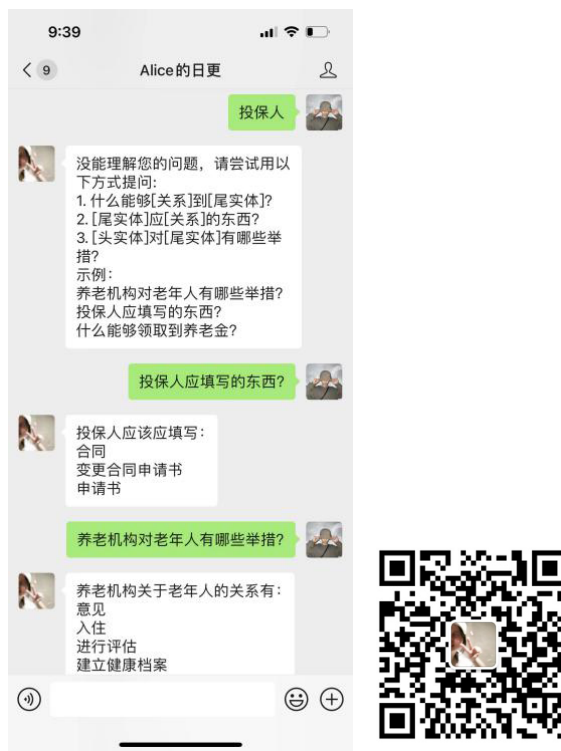 9:39
9
Alice的日更
投保人
没能理解您的问题，请尝试用以
下方式提问:
1. 什么能够[关系]到[尾实体]?
2. [尾实体]应[关系]的东西?
3. [头实体]对[尾实体]有哪些举
措?
示例:
养老机构对老年人有哪些举措?
投保人应填写的东西?
什么能够领取到养老金?
投保人应填写的东西?
投保人应该应填写:
合同
变更合同申请书
申请书
养老机构对老年人有哪些举措?
养老机构关于老年人的关系有:
意见
入住
进行评估
建立健康档案